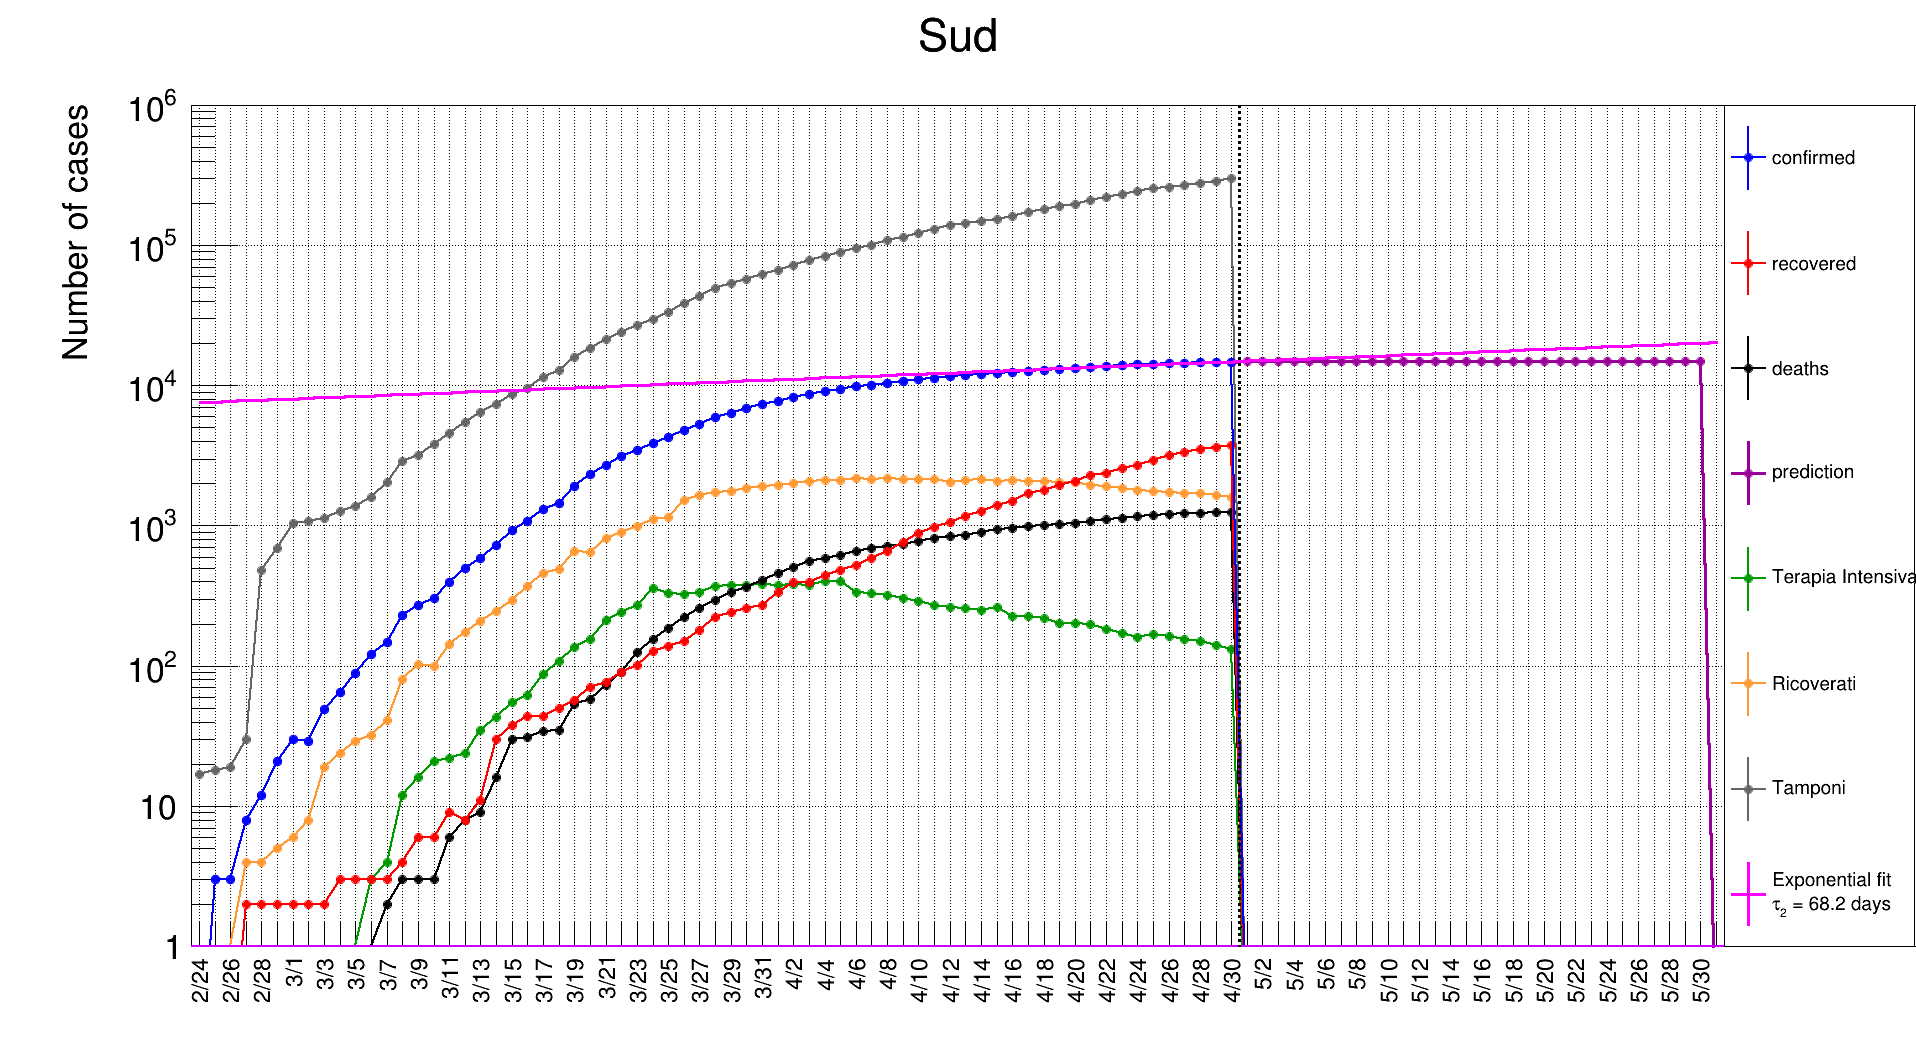 Sud
Number of cases
10^6
10^5
10^4
10^3
10^2
10
1
2/24 2/26 2/28 3/1 3/3 3/5 3/7 3/9 3/11 3/13 3/15 3/17 3/19 3/21 3/23 3/25 3/27 3/29 3/31 4/2 4/4 4/6 4/8 4/10 4/12 4/14 4/16 4/18 4/20 4/22 4/24 4/26 4/28 4/30 5/2 5/4 5/6 5/8 5/10 5/12 5/14 5/16 5/18 5/20 5/22 5/24 5/26 5/28 5/30
confirmed
recovered
deaths
prediction
Terapia Intensiva
Ricoverati
Tamponi
Exponential fit
τ₂ = 68.2 days